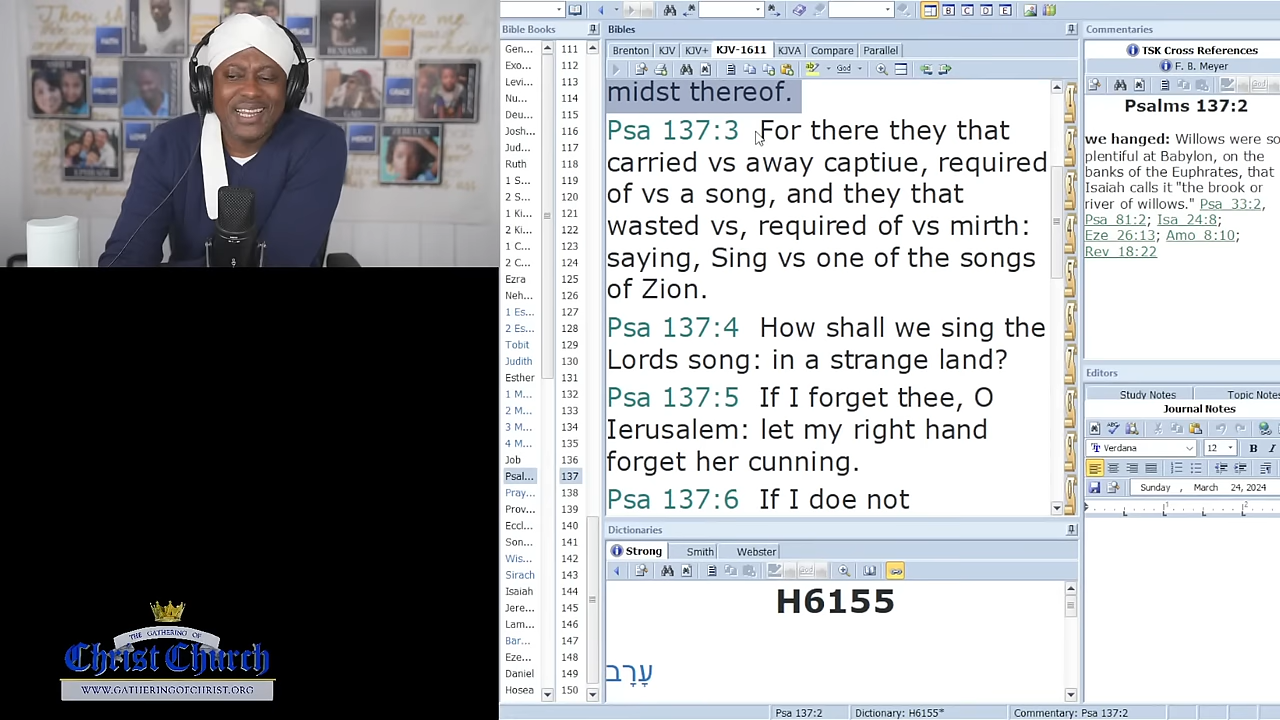 Bible Books
Gen...
Exo...
Levi...
Nu...
Deu...
Josh...
Jud...
Ruth
1 S...
2 S...
1 Ki...
2 Ki...
1 C...
2 C...
Ezra
Neh...
1 Es...
2 Es...
Tobit
Judith
Esther
1 M...
2 M...
3 M...
4 M...
Job
Psal...
Pray...
Prov...
Eccl...
Son...
Wis...
Sirach
Isaiah
Jere...
Lam...
Bar...
Eze...
Daniel
Hosea
111
112
113
114
115
116
117
118
119
120
121
122
123
124
125
126
127
128
129
130
131
132
133
134
135
136
137
138
139
140
141
142
143
144
145
146
147
148
149
150
B C D E
Bibles
Brenton KJV KJV+ KJV-1611 KJVA Compare Parallel
God
midst thereof.
Psa 137:3 For there they that
carried vs away captiue, required
of vs a song, and they that
wasted vs, required of vs mirth:
saying, Sing vs one of the songs
of Zion.
Psa 137:4 How shall we sing the
Lords song: in a strange land?
Psa 137:5 If I forget thee, O
Ierusalem: let my right hand
forget her cunning.
Psa 137:6 If I doe not
Dictionaries
Strong Smith Webster
H6155
עָרָב
Commentaries
TSK Cross References
F. B. Meyer
Psalms 137:2
we hanged: Willows were so
plentiful at Babylon, on the
banks of the Euphrates, that
Isaiah calls it "the brook or
river of willows." Psa 33:2,
Psa 81:2; Isa 24:8;
Eze 26:13; Amo 8:10;
Rev 18:22
Editors
Study Notes Topic Notes
Journal Notes
Verdana 12 B I
Sunday , March 24, 2024
Psa 137:2 Dictionary: H6155* Commentary: Psa 137:2
THE GATHERING OF
Christ Church
WWW.GATHERINGOFCHRIST.ORG